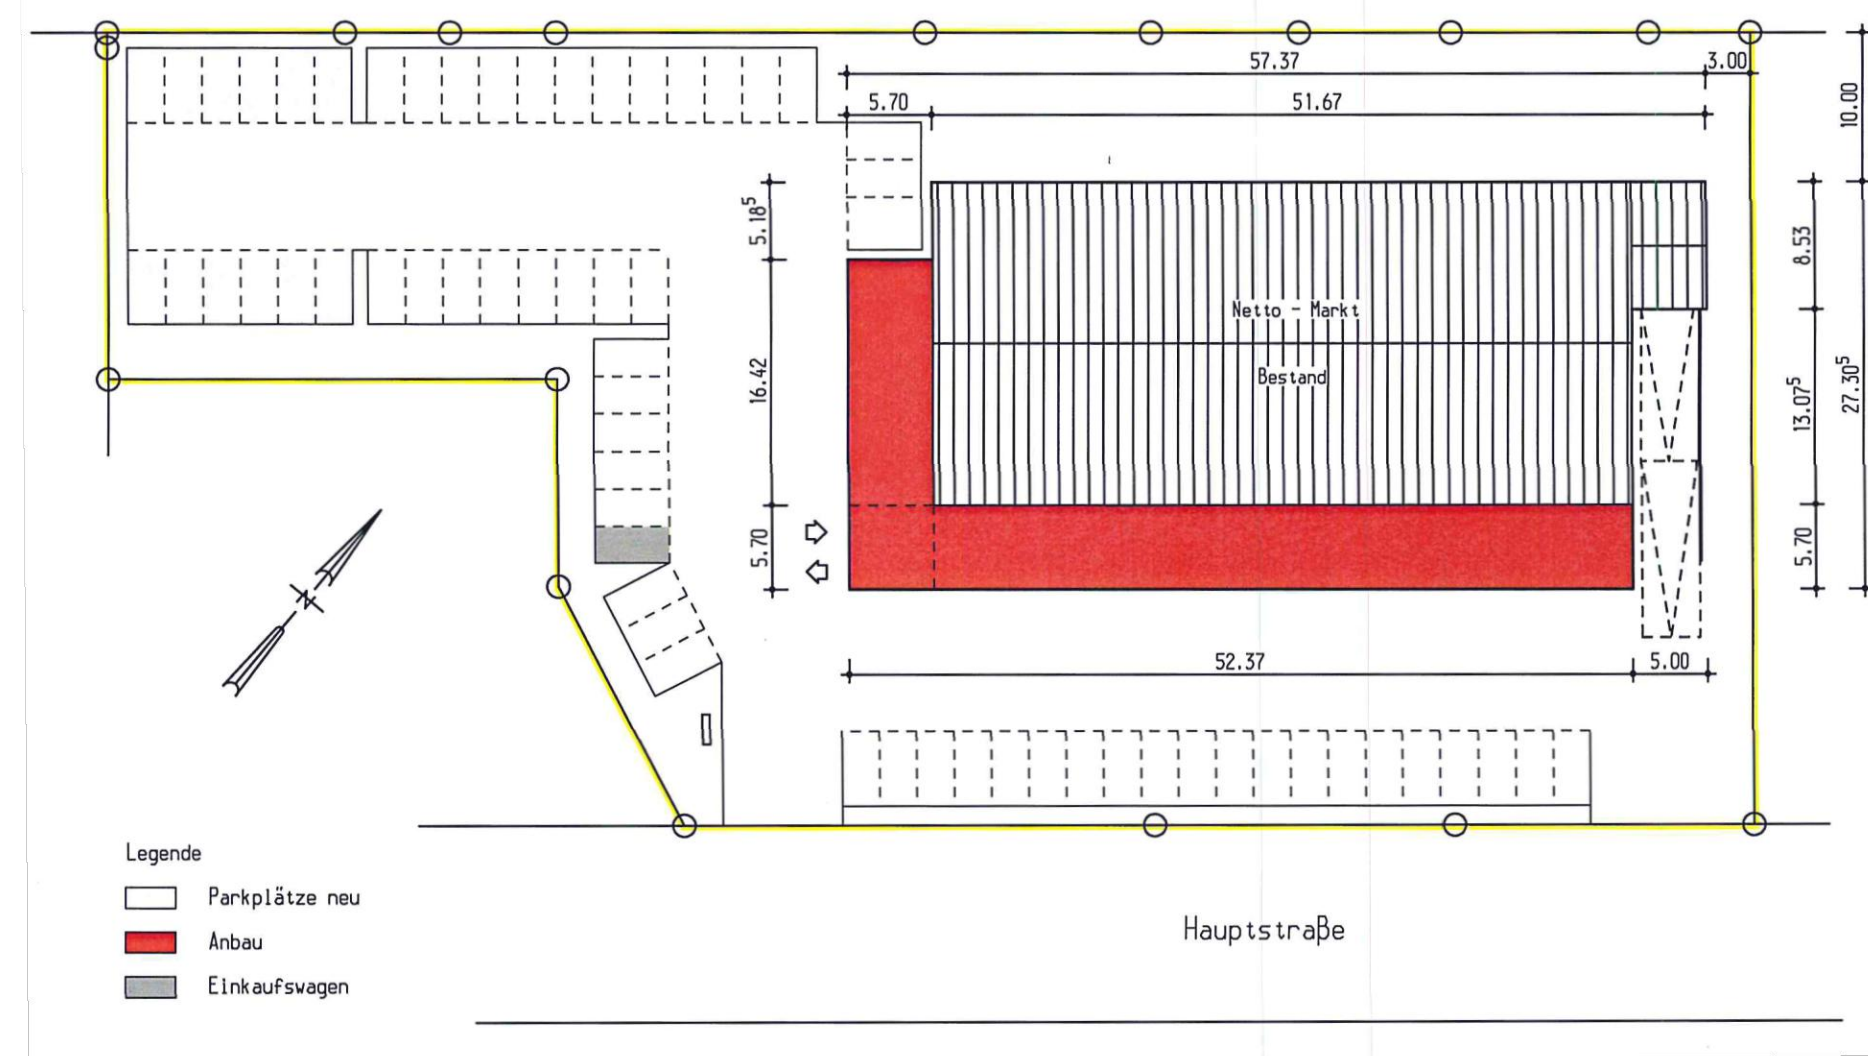 57.37
3.00
5.70
51.67
10.00
5.18⁵
8.53
Netto - Markt
16.42
Bestand
13.07⁵
27.30⁵
N
5.70
5.70
52.37
5.00
Legende
Parkplätze neu
Anbau
Einkaufswagen
Hauptstraße